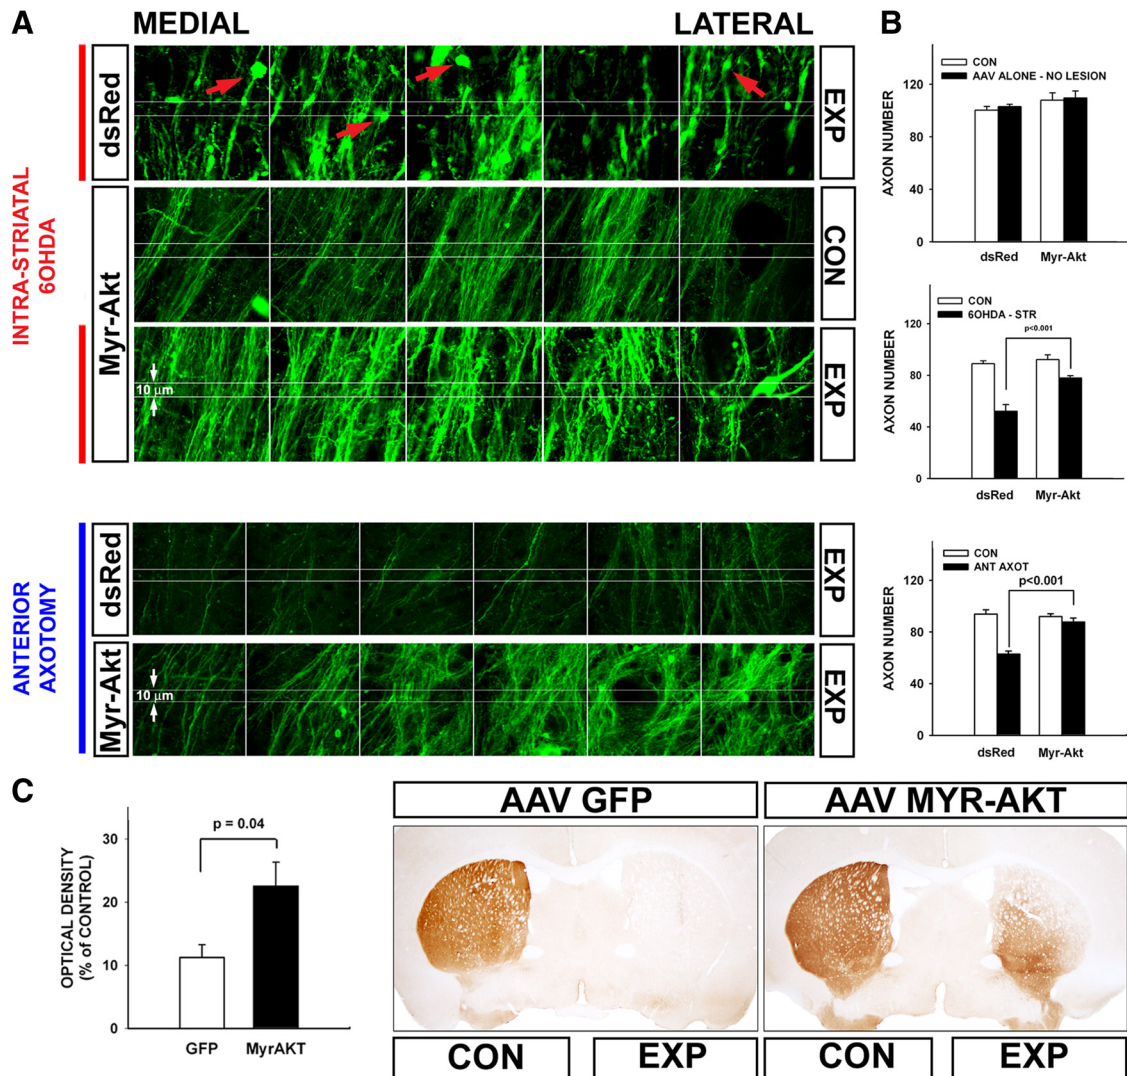 A
MEDIAL
LATERAL
INTRA-STRIATAL
6OHDA
dsRed
EXP
Myr-Akt
CON
EXP
10 μm
ANTERIOR
AXOTOMY
dsRed
EXP
Myr-Akt
EXP
10 μm
B
CON
AAV ALONE - NO LESION
AXON NUMBER
120
80
40
0
dsRed
Myr-Akt
CON
6OHDA - STR
p<0.001
AXON NUMBER
120
80
40
0
dsRed
Myr-Akt
CON
ANT AXOT
p<0.001
AXON NUMBER
120
80
40
0
dsRed
Myr-Akt
C
p = 0.04
OPTICAL DENSITY
(% of CONTROL)
30
20
10
0
GFP
MyrAKT
AAV GFP
AAV MYR-AKT
CON
EXP
CON
EXP